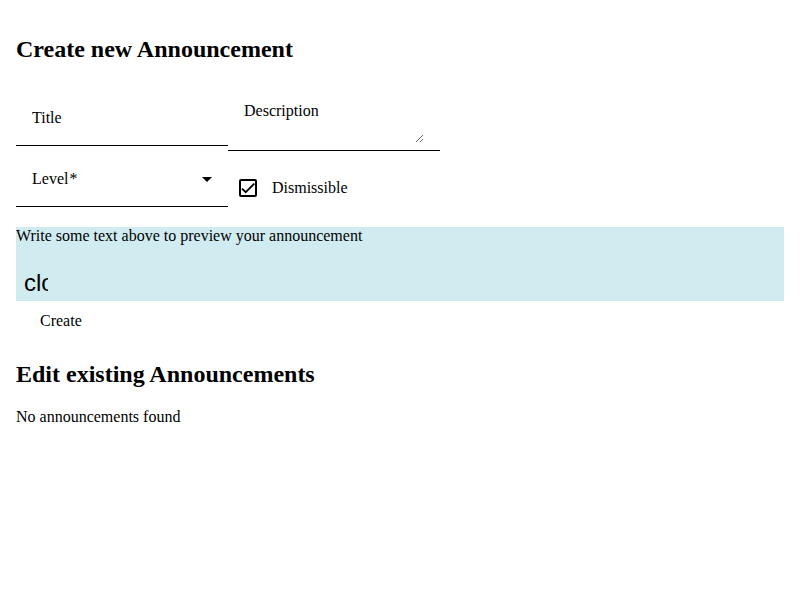 Create new Announcement
Title
Description
Level*
Dismissible
Write some text above to preview your announcement
clo
Create
Edit existing Announcements
No announcements found